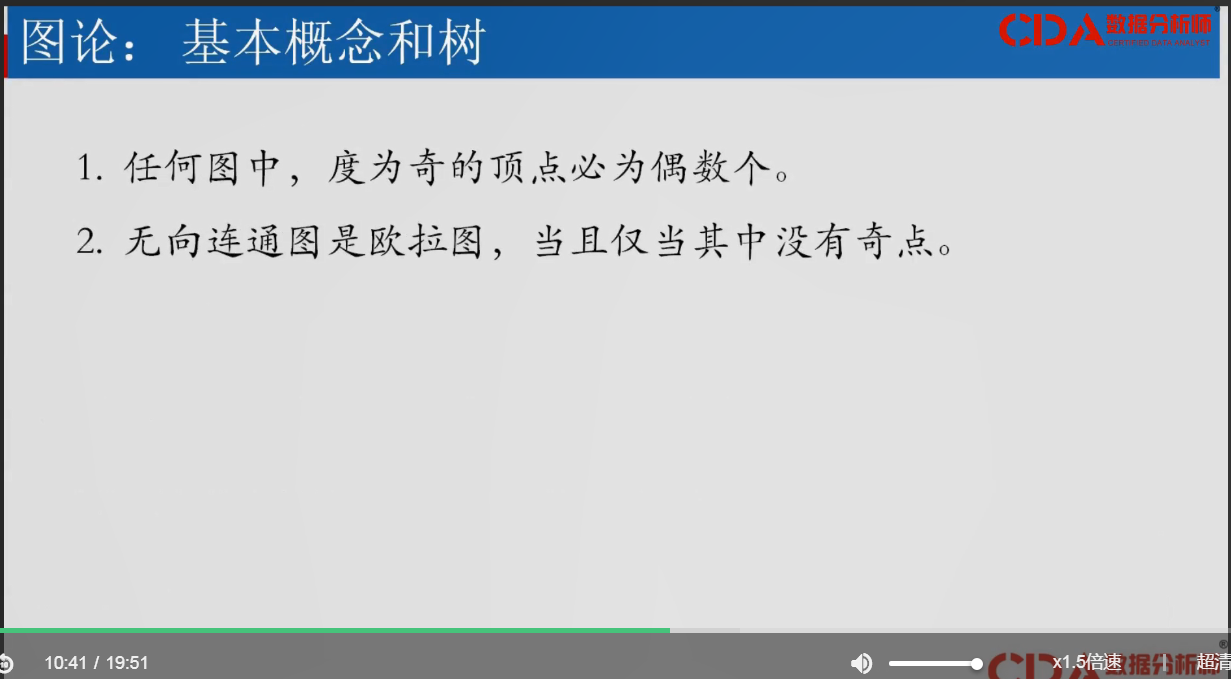 图论： 基本概念和树
CDA数据分析师
CERTIFIED DATA ANALYST
1. 任何图中，度为奇的顶点必为偶数个。
2. 无向连通图是欧拉图，当且仅当其中没有奇点。
10:41 / 19:51
x1.5倍速
超清
CDA数据分析师